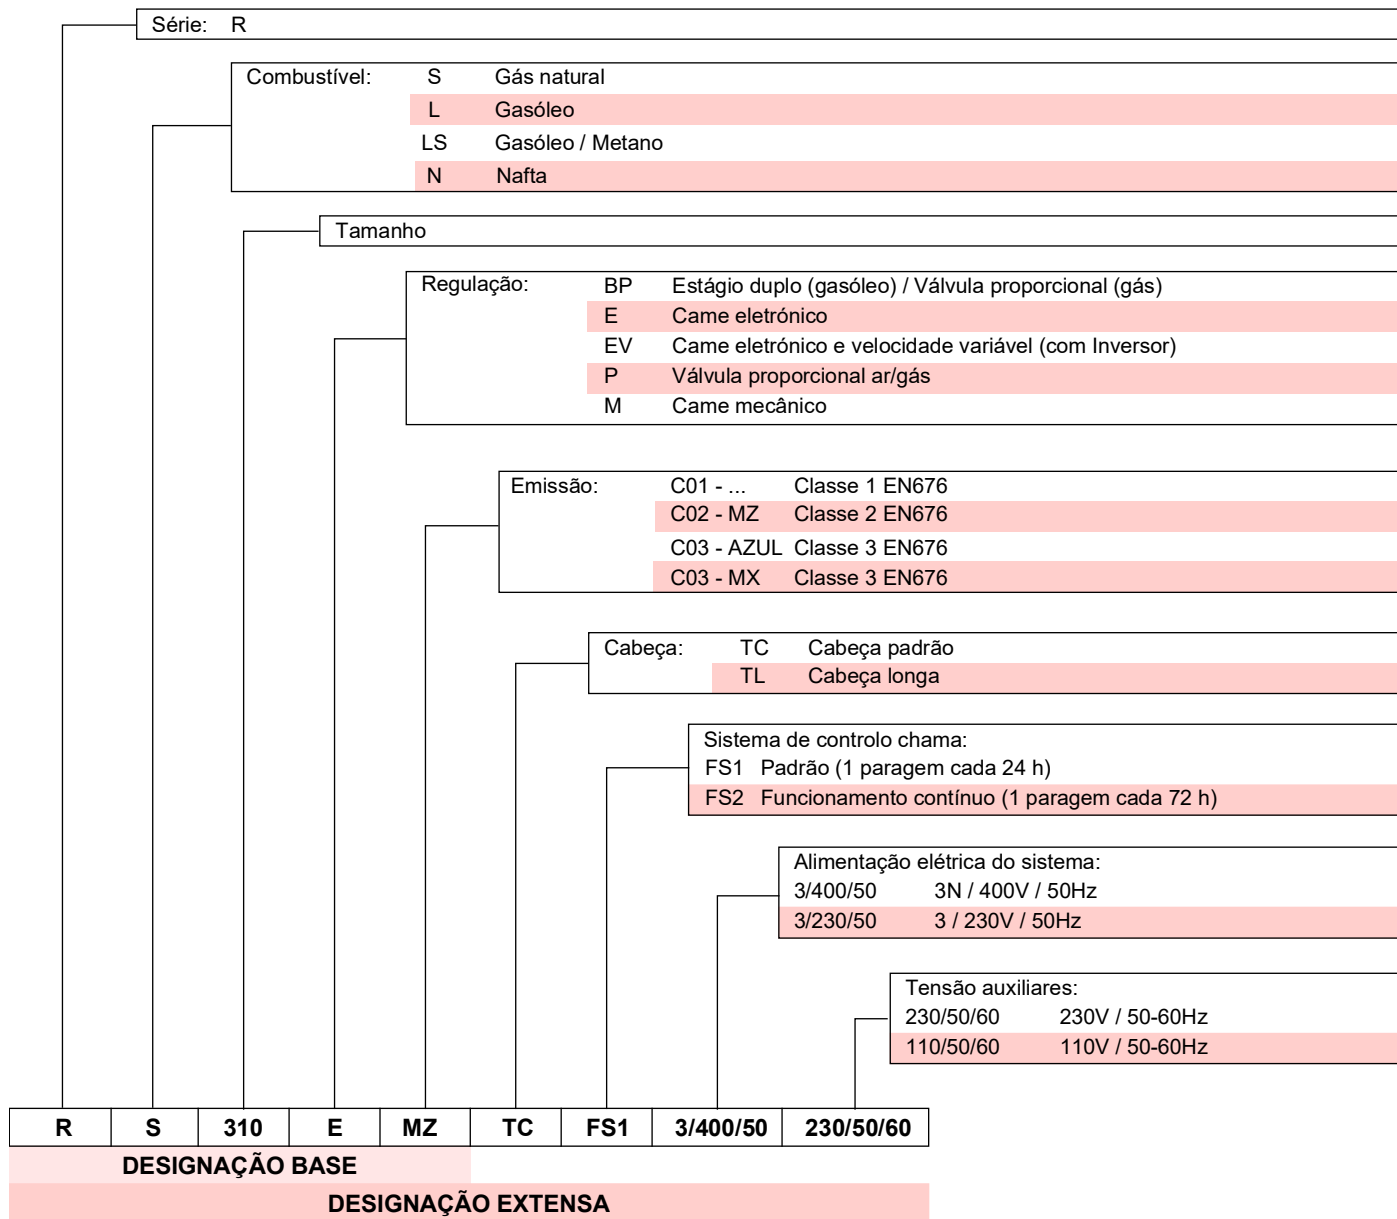 Série: R
Combustível: S Gás natural
L Gasóleo
LS Gasóleo / Metano
N Nafta
Tamanho
Regulação: BP Estágio duplo (gasóleo) / Válvula proporcional (gás)
E Came eletrónico
EV Came eletrónico e velocidade variável (com Inversor)
P Válvula proporcional ar/gás
M Came mecânico
Emissão: C01 - ... Classe 1 EN676
C02 - MZ Classe 2 EN676
C03 - AZUL Classe 3 EN676
C03 - MX Classe 3 EN676
Cabeça: TC Cabeça padrão
TL Cabeça longa
Sistema de controlo chama:
FS1 Padrão (1 paragem cada 24 h)
FS2 Funcionamento contínuo (1 paragem cada 72 h)
Alimentação elétrica do sistema:
3/400/50 3N / 400V / 50Hz
3/230/50 3 / 230V / 50Hz
Tensão auxiliares:
230/50/60 230V / 50-60Hz
110/50/60 110V / 50-60Hz
R S 310 E MZ TC FS1 3/400/50 230/50/60
DESIGNAÇÃO BASE
DESIGNAÇÃO EXTENSA